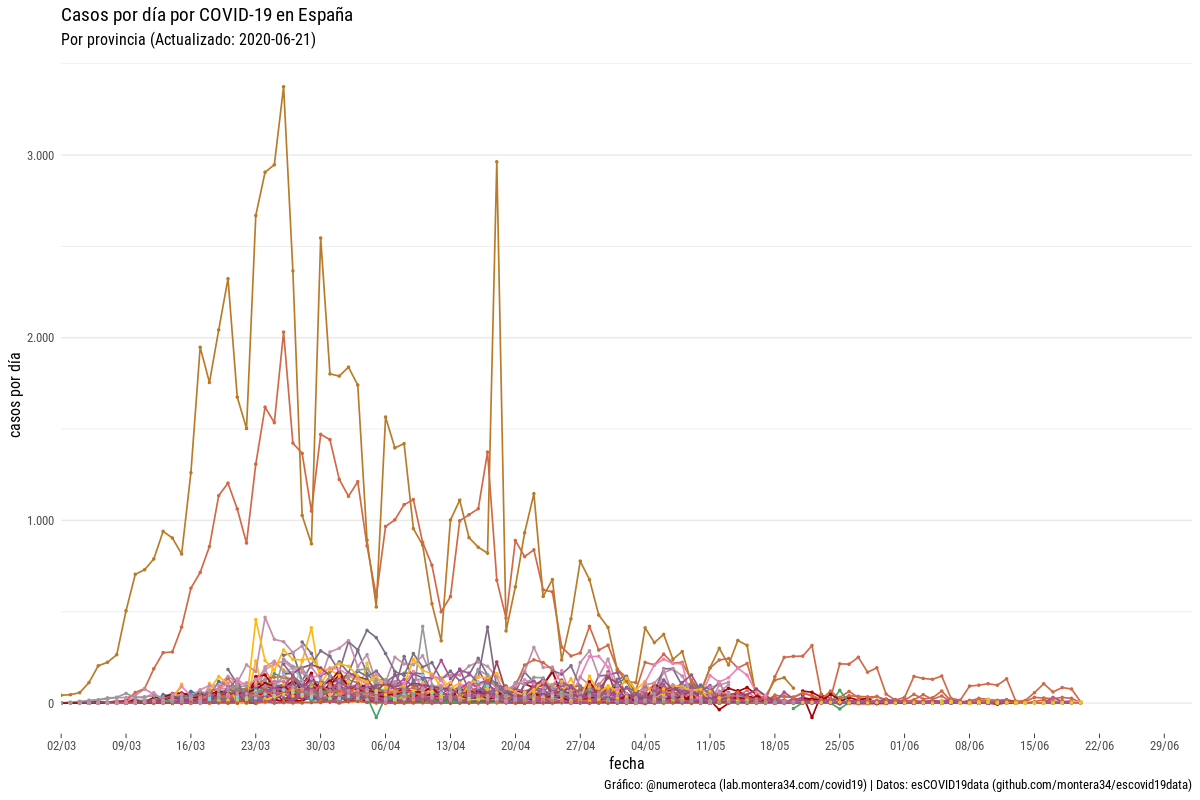 Casos por día por COVID-19 en España
Por provincia (Actualizado: 2020-06-21)
casos por día
3.000
2.000
1.000
0
02/03 09/03 16/03 23/03 30/03 06/04 13/04 20/04 27/04 04/05 11/05 18/05 25/05 01/06 08/06 15/06 22/06 29/06
fecha
Gráfico: @numeroteca (lab.montera34.com/covid19) | Datos: esCOVID19data (github.com/montera34/escovid19data)